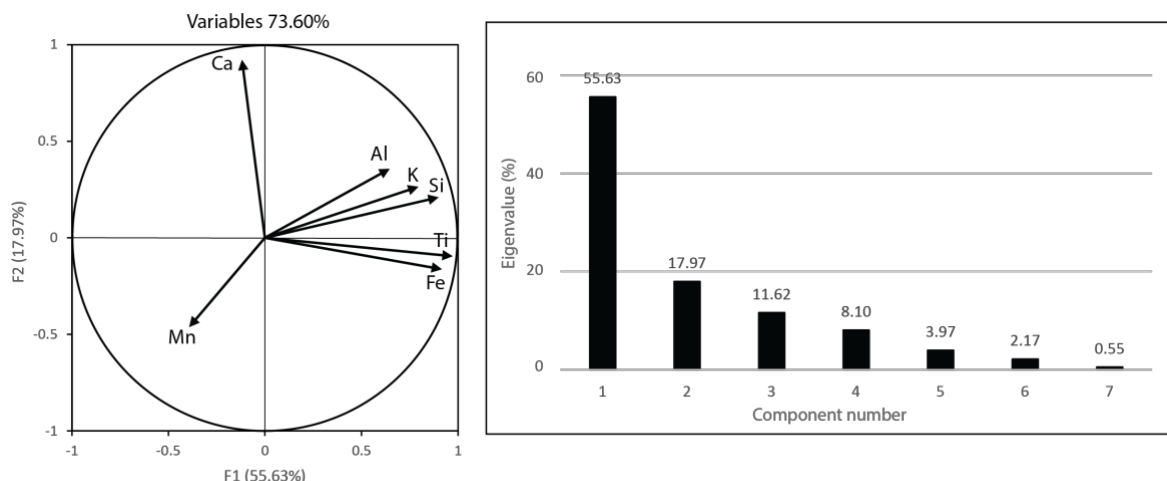 Variables 73.60%
1
0.5
0
-0.5
-1
-1
-0.5
0
0.5
1
F2 (17.97%)
F1 (55.63%)
Ca
Al
K
Si
Ti
Fe
Mn
60
40
20
0
Eigenvalue (%)
55.63
17.97
11.62
8.10
3.97
2.17
0.55
1
2
3
4
5
6
7
Component number